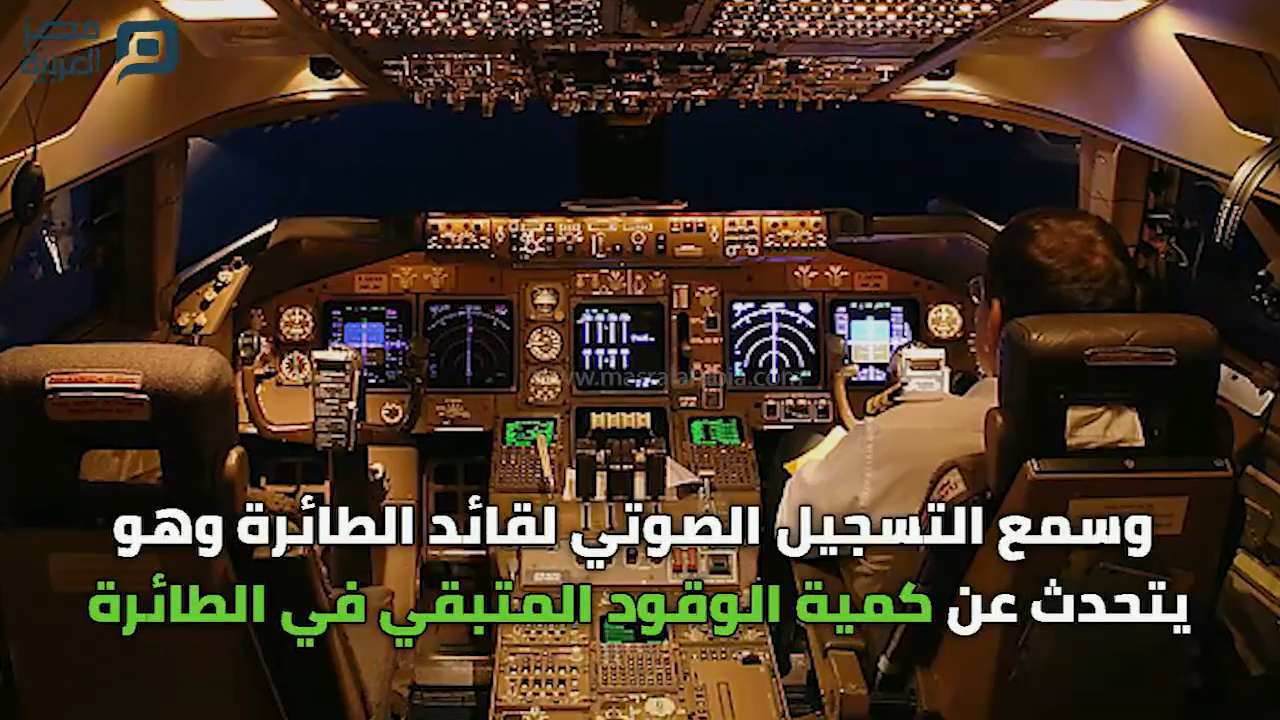 مصر
العربية
www.masralarabia.com
وسمع التسجيل الصوتي لقائد الطائرة وهو
يتحدث عن كمية الوقود المتبقي في الطائرة